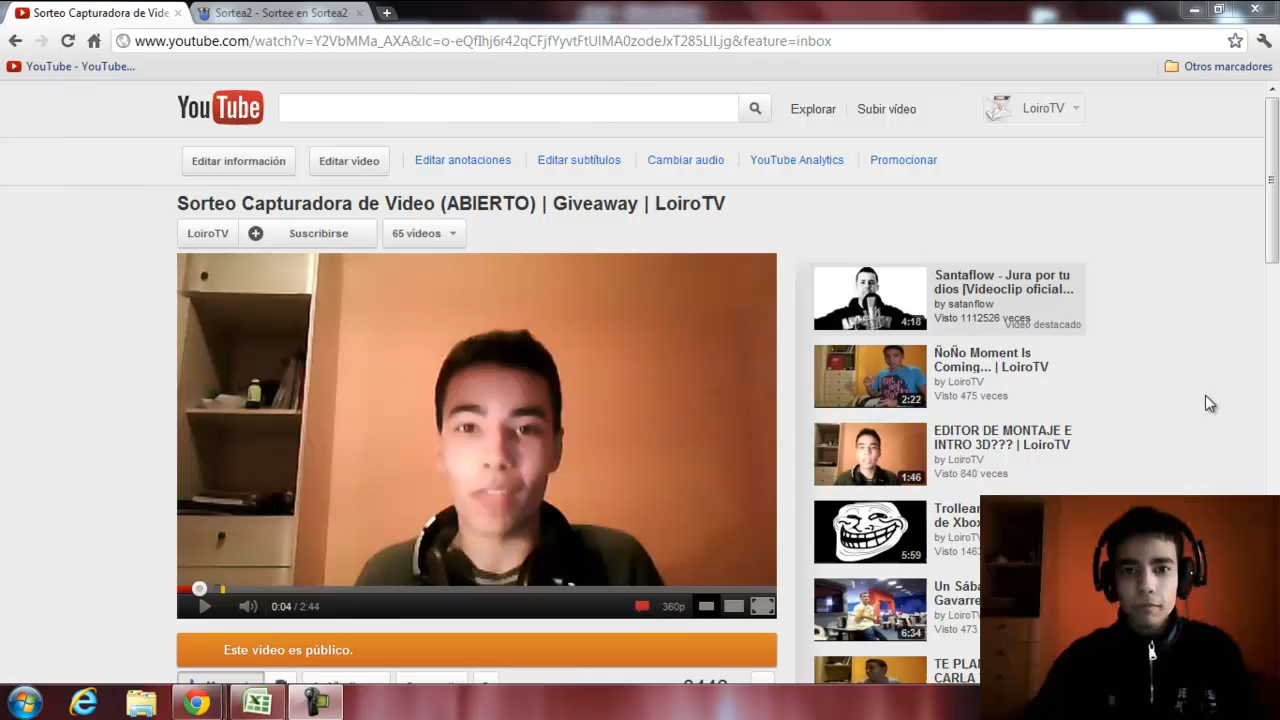 Sorteo Capturadora de Vide
Sortea2 - Sortee en Sortea2
www.youtube.com/watch?v=Y2VbMMa_AXA&lc=o-eQfIhj6r42qCFjfYyvtFtUIMA0zodeJxT285LILjg&feature=inbox
YouTube - YouTube...
Otros marcadores
YouTube
Explorar
Subir vídeo
LoiroTV
Editar información
Editar vídeo
Editar anotaciones
Editar subtítulos
Cambiar audio
YouTube Analytics
Promocionar
Sorteo Capturadora de Video (ABIERTO) | Giveaway | LoiroTV
LoiroTV
Suscribirse
65 vídeos
Santaflow - Jura por tu
dios |Videoclip oficial...
by satanflow
Visto 1112526 veces
Vídeo destacado
4:18
ÑoÑo Moment Is
Coming... | LoiroTV
by LoiroTV
Visto 475 veces
2:22
EDITOR DE MONTAJE E
INTRO 3D??? | LoiroTV
by LoiroTV
Visto 840 veces
1:46
Trollear
de Xbo
by LoiroT
Visto 146
5:59
Un Sába
Gavarre
by LoiroT
Visto 473
6:34
TE PLAN
CARLA
0:04 / 2:44
360p
Este vídeo es público.